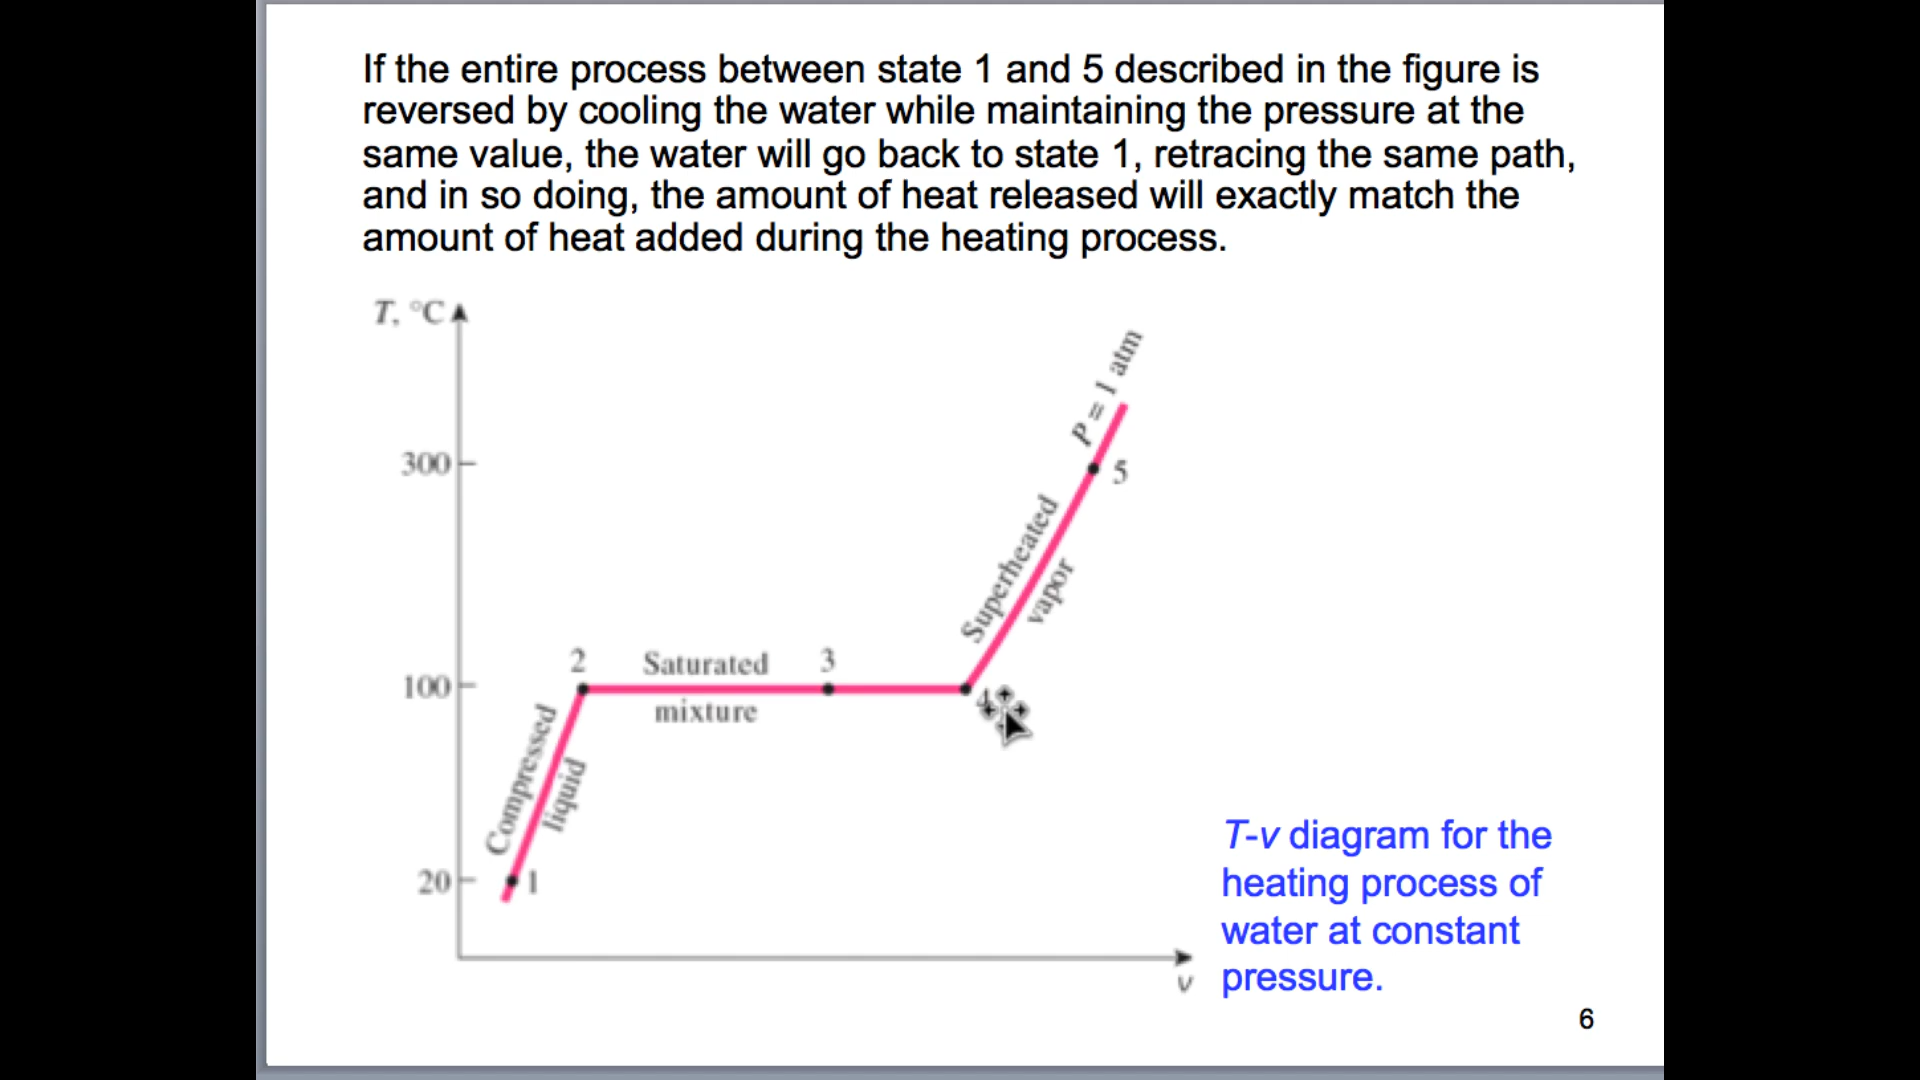 If the entire process between state 1 and 5 described in the figure is
reversed by cooling the water while maintaining the pressure at the
same value, the water will go back to state 1, retracing the same path,
and in so doing, the amount of heat released will exactly match the
amount of heat added during the heating process.
T, °C
P = 1 atm
300
5
Superheated
vapor
2
Saturated
3
100
4
mixture
Compressed
liquid
20
1
v
T-v diagram for the
heating process of
water at constant
pressure.
6